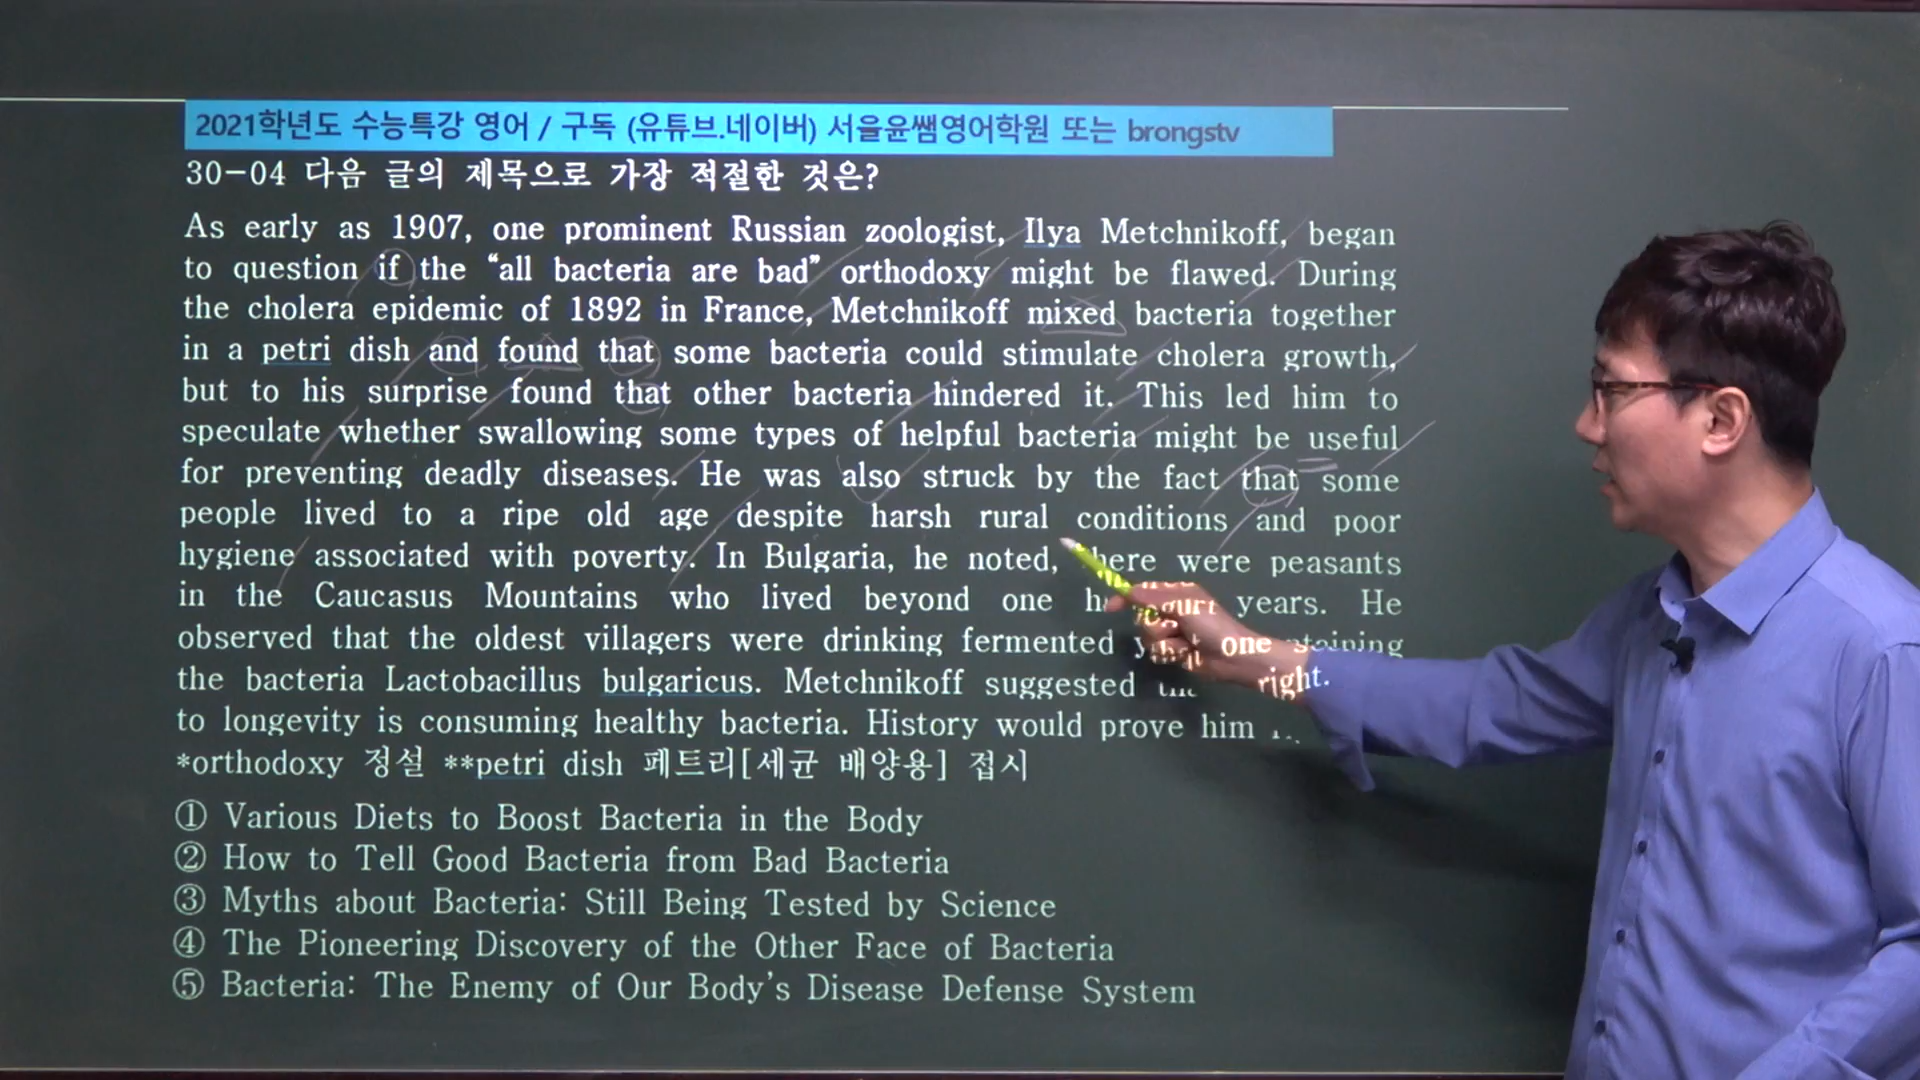 2021학년도 수능특강 영어 / 구독 (유튜브.네이버) 서울윤쌤영어학원 또는 brongstv
30-04 다음 글의 제목으로 가장 적절한 것은?
As early as 1907, one prominent Russian zoologist, Ilya Metchnikoff, began
to question if the “all bacteria are bad” orthodoxy might be flawed. During
the cholera epidemic of 1892 in France, Metchnikoff mixed bacteria together
in a petri dish and found that some bacteria could stimulate cholera growth,
but to his surprise found that other bacteria hindered it. This led him to
speculate whether swallowing some types of helpful bacteria might be useful
for preventing deadly diseases. He was also struck by the fact that some
people lived to a ripe old age despite harsh rural conditions and poor
hygiene associated with poverty. In Bulgaria, he noted, there were peasants
in the Caucasus Mountains who lived beyond one years. He
observed that the oldest villagers were drinking fermented
the bacteria Lactobacillus bulgaricus. Metchnikoff suggested one
to longevity is consuming healthy bacteria. History would prove him right.
*orthodoxy 정설 **petri dish 페트리[세균 배양용] 접시
① Various Diets to Boost Bacteria in the Body
② How to Tell Good Bacteria from Bad Bacteria
③ Myths about Bacteria: Still Being Tested by Science
④ The Pioneering Discovery of the Other Face of Bacteria
⑤ Bacteria: The Enemy of Our Body’s Disease Defense System